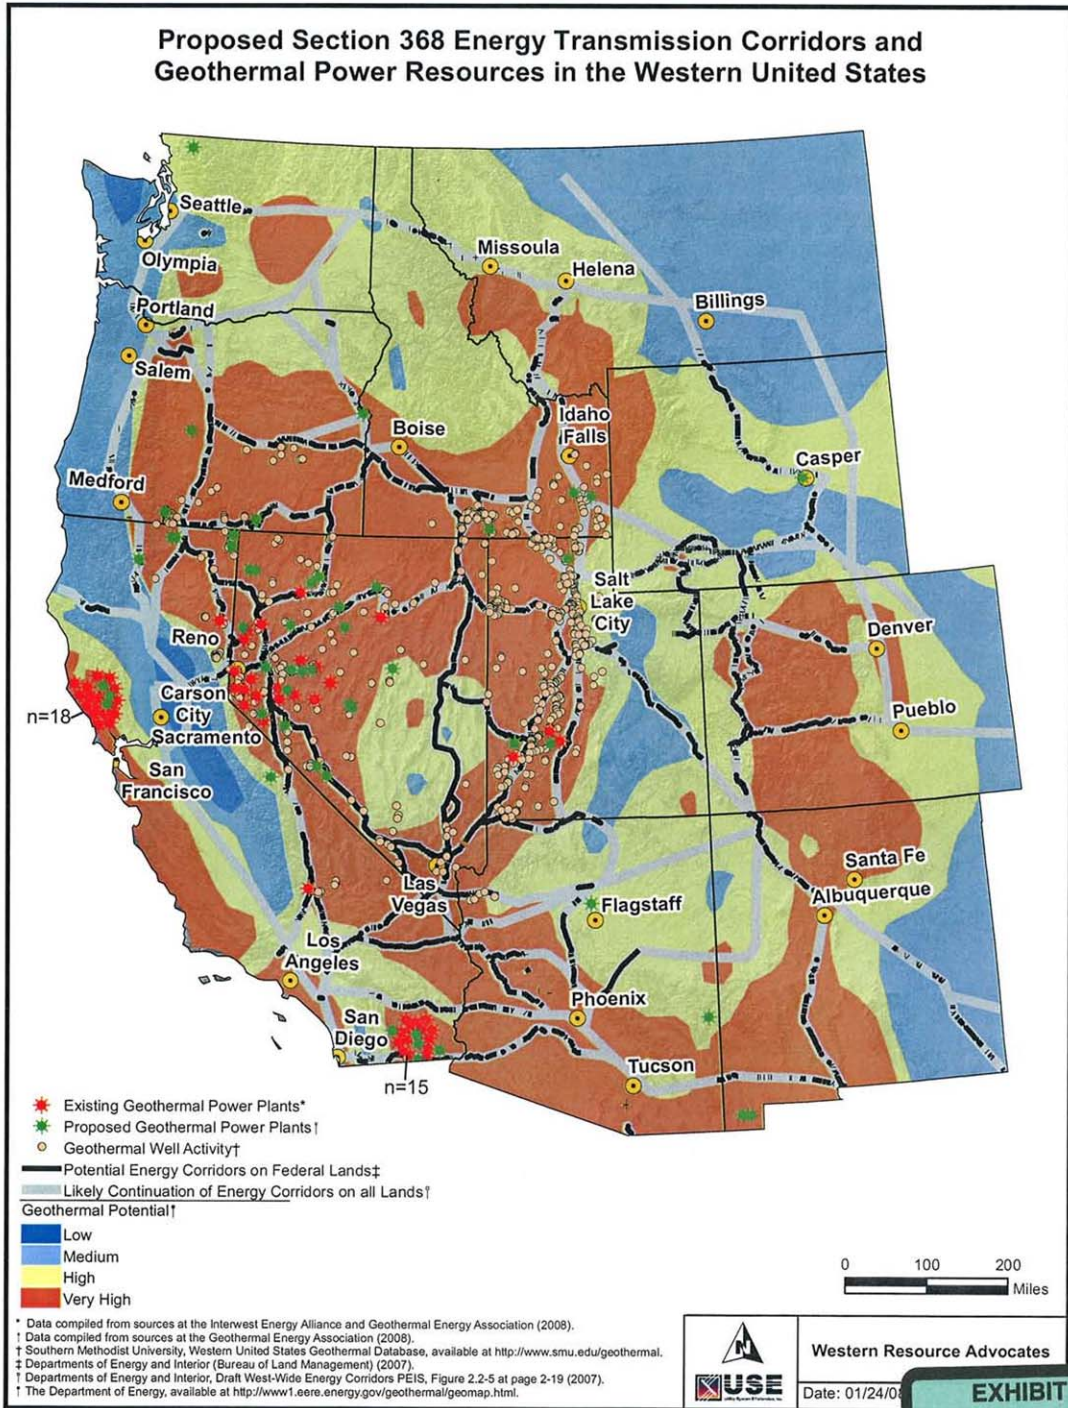 Proposed Section 368 Energy Transmission Corridors and
Geothermal Power Resources in the Western United States
Seattle
Olympia
Missoula
Helena
Billings
Portland
Salem
Boise
Idaho
Falls
Casper
Medford
Salt
Lake
City
Reno
Denver
Carson
City
n=18
Pueblo
Sacramento
San
Francisco
Las
Vegas
Santa Fe
Albuquerque
Flagstaff
Los
Angeles
San
Diego
Phoenix
n=15
Tucson
Existing Geothermal Power Plants*
Proposed Geothermal Power Plants†
Geothermal Well Activity†
Potential Energy Corridors on Federal Lands‡
Likely Continuation of Energy Corridors on all Lands†
Geothermal Potential†
Low
Medium
High
Very High
0 100 200
Miles
* Data compiled from sources at the Interwest Energy Alliance and Geothermal Energy Association (2008).
† Data compiled from sources at the Geothermal Energy Association (2008).
† Southern Methodist University, Western United States Geothermal Database, available at http://www.smu.edu/geothermal.
‡ Departments of Energy and Interior (Bureau of Land Management) (2007).
† Departments of Energy and Interior, Draft West-Wide Energy Corridors PEIS, Figure 2.2-5 at page 2-19 (2007).
† The Department of Energy, available at http://www1.eere.energy.gov/geothermal/geomap.html.
N
USE
Western Resource Advocates
Date: 01/24/08
EXHIBIT